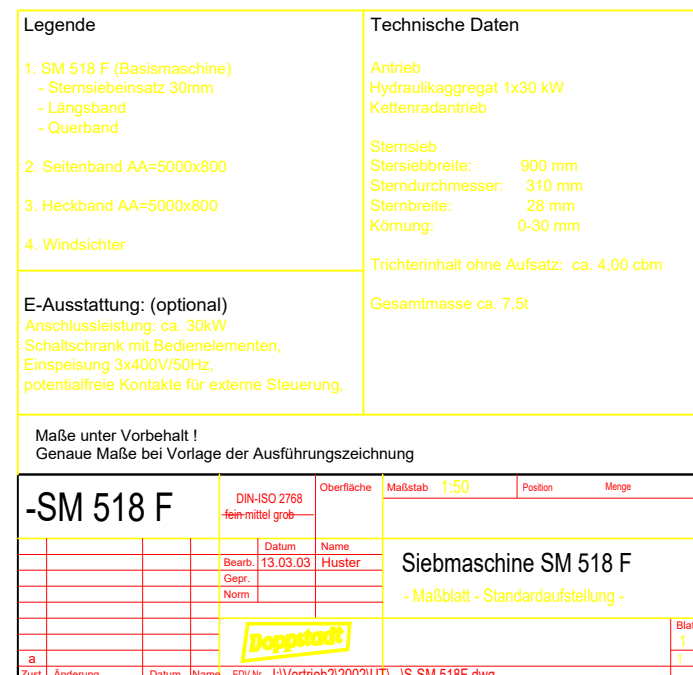 Legende
1. SM 518 F (Basismaschine)
- Sternsiebeinsatz 30mm
- Längsband
- Querband
2. Seitenband AA=5000x800
3. Heckband AA=5000x800
4. Windsichter
E-Ausstattung: (optional)
Anschlussleistung: ca. 30kW
Schaltschrank mit Bedienelementen,
Einspeisung 3x400V/50Hz,
potentialfreie Kontakte für externe Steuerung,
Technische Daten
Antrieb
Hydraulikaggregat 1x30 kW
Kettenradantrieb
Sternsieb
Stersiebbreite: 900 mm
Sterndurchmesser: 310 mm
Sternbreite: 28 mm
Körnung: 0-30 mm
Trichterinhalt ohne Aufsatz: ca. 4,00 cbm
Gesamtmasse ca. 7,5t
Maße unter Vorbehalt !
Genaue Maße bei Vorlage der Ausführungszeichnung
-SM 518 F
DIN-ISO 2768
fein mittel grob
Oberfläche
Maßstab 1:50
Position
Menge
Datum Name
Bearb. 13.03.03 Huster
Gepr.
Norm
Siebmaschine SM 518 F
- Maßblatt - Standardaufstellung -
Doppstadt
Blat
1
1
a
Zust. Änderung Datum Name